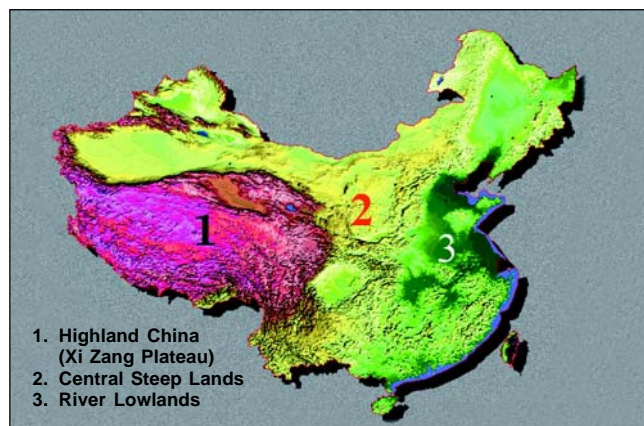 1
2
3
1. Highland China
(Xi Zang Plateau)
2. Central Steep Lands
3. River Lowlands